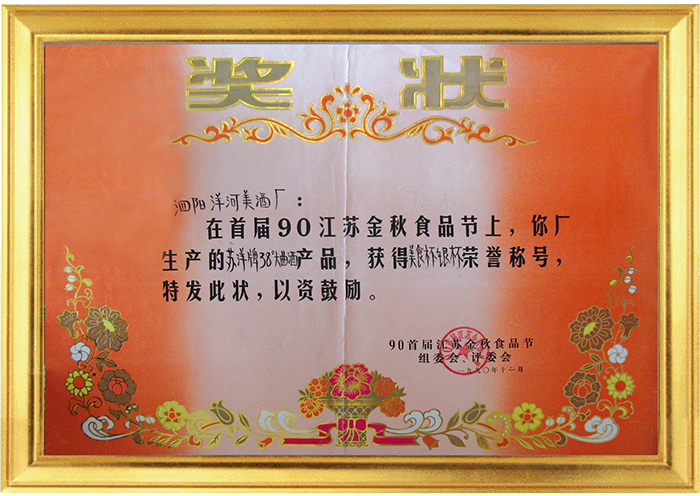 奖状
泗阳洋河美酒厂：
在首届90江苏金秋食品节上，你厂
生产的苏洋牌38°大曲酒产品，获得美食杯银杯荣誉称号，
特发此状，以资鼓励。
90首届江苏金秋食品节
组委会、评委会
一九九〇年十一月